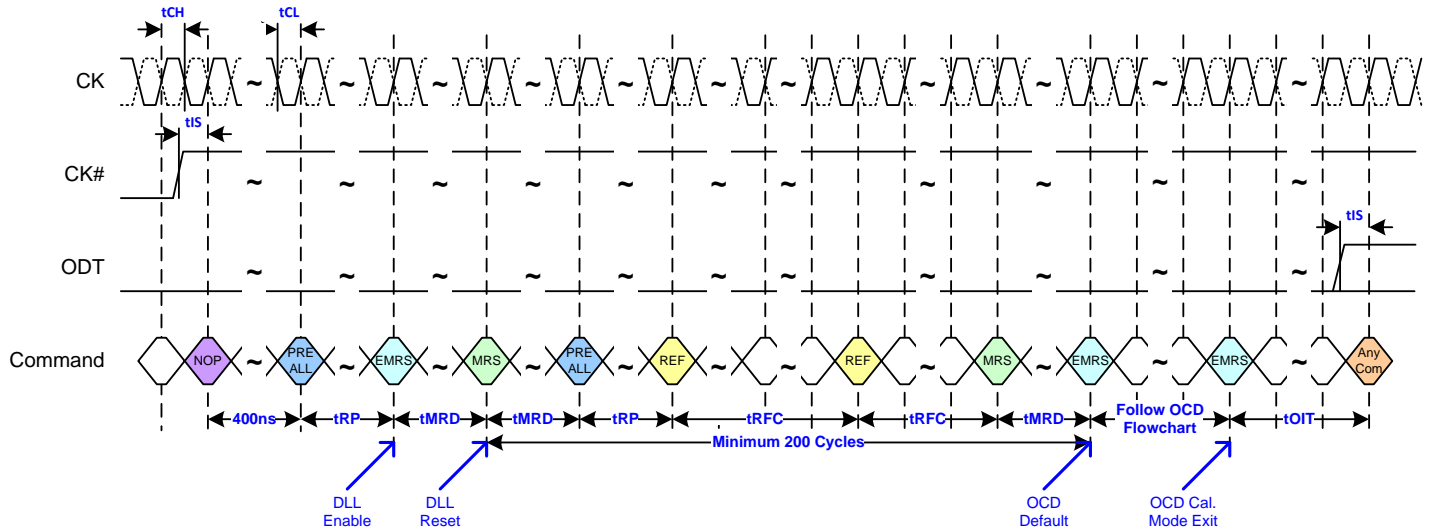 tCH
tCL
CK
~ ~ ~ ~ ~ ~ ~ ~ ~ ~ ~
tIS
CK#
~ ~ ~ ~ ~ ~ ~ ~ ~ ~ ~
tIS
ODT
~ ~ ~ ~ ~ ~ ~ ~ ~ ~ ~
Command
NOP
~
PRE
ALL
~
EMRS
~
MRS
~
PRE
ALL
~
REF
~
~
REF
~
MRS
~
EMRS
~
EMRS
~
Any
Com
400ns
tRP
tMRD
tMRD
tRP
tRFC
tRFC
tMRD
Follow OCD
Flowchart
tOIT
Minimum 200 Cycles
DLL
Enable
DLL
Reset
OCD
Default
OCD Cal.
Mode Exit